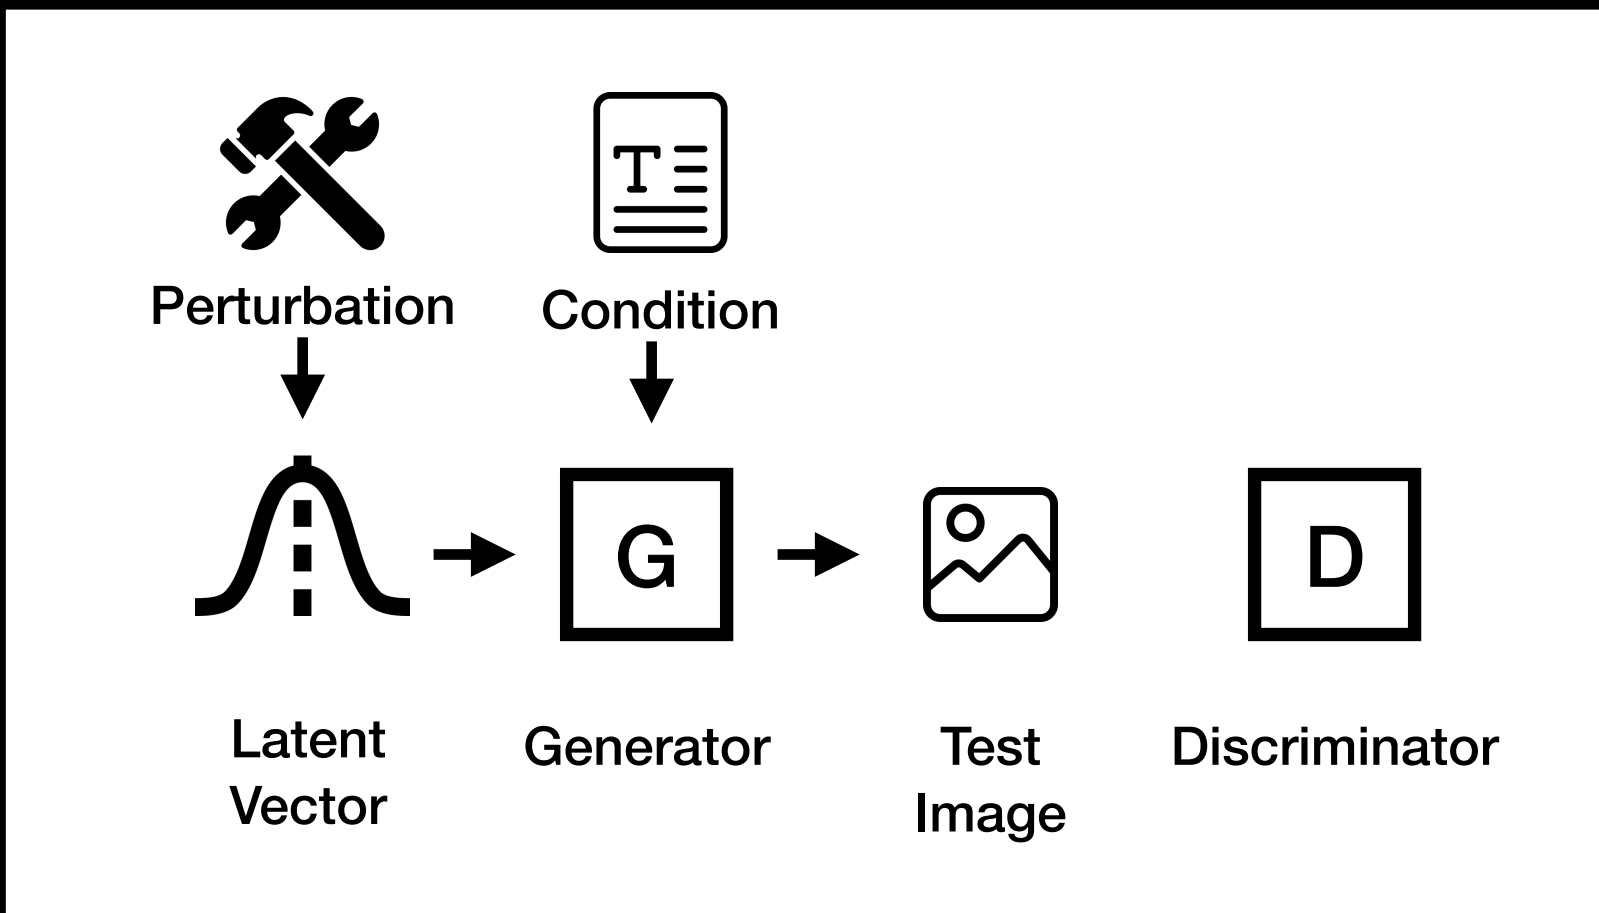 T
Perturbation
Condition
G
D
Latent
Vector
Generator
Test
Image
Discriminator